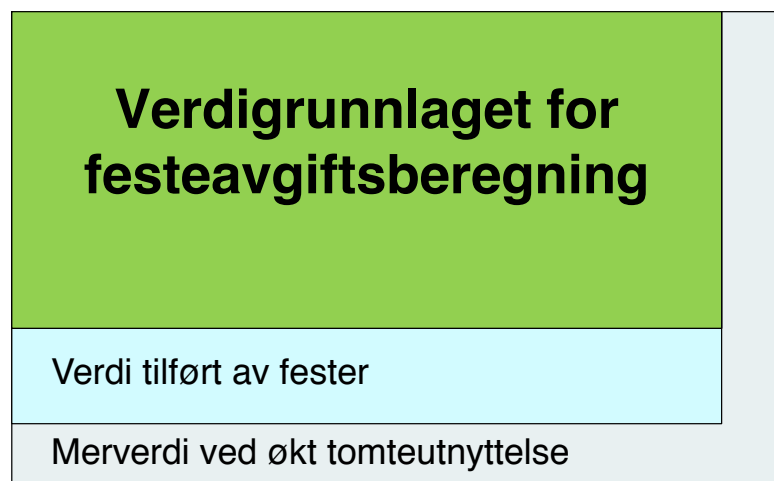 Verdigrunnlaget for
festeavgiftsberegning
Verdi tilført av fester
Merverdi ved økt tomteutnyttelse